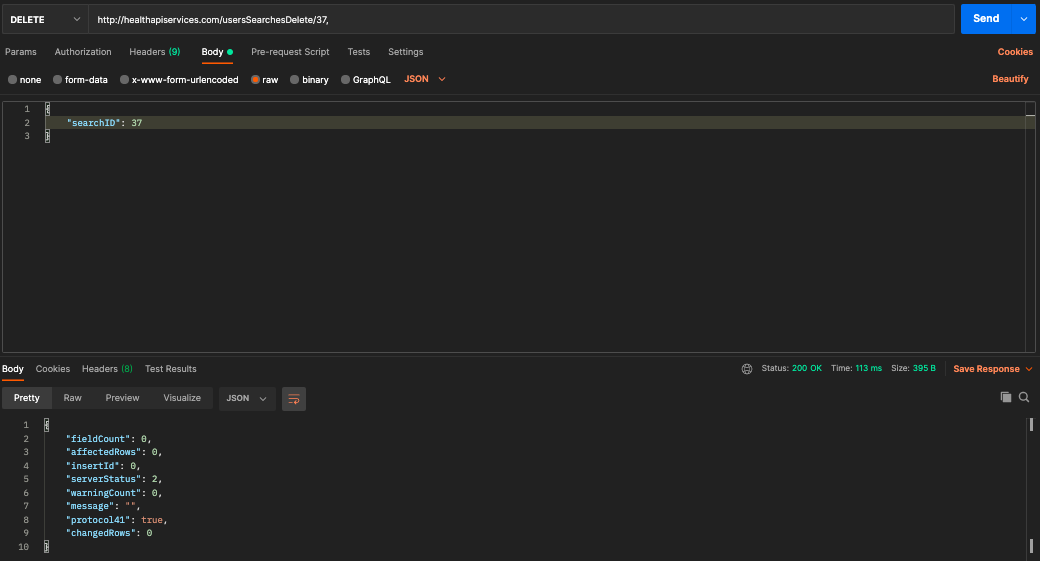 DELETE http://healthapiservices.com/usersSearchesDelete/37, Send
Params Authorization Headers (9) Body Pre-request Script Tests Settings Cookies
none form-data x-www-form-urlencoded raw binary GraphQL JSON Beautify
1 {
2 "searchID": 37
3 }
Body Cookies Headers (8) Test Results Status: 200 OK Time: 113 ms Size: 395 B Save Response
Pretty Raw Preview Visualize JSON
1 {
2 "fieldCount": 0,
3 "affectedRows": 0,
4 "insertId": 0,
5 "serverStatus": 2,
6 "warningCount": 0,
7 "message": "",
8 "protocol41": true,
9 "changedRows": 0
10 }